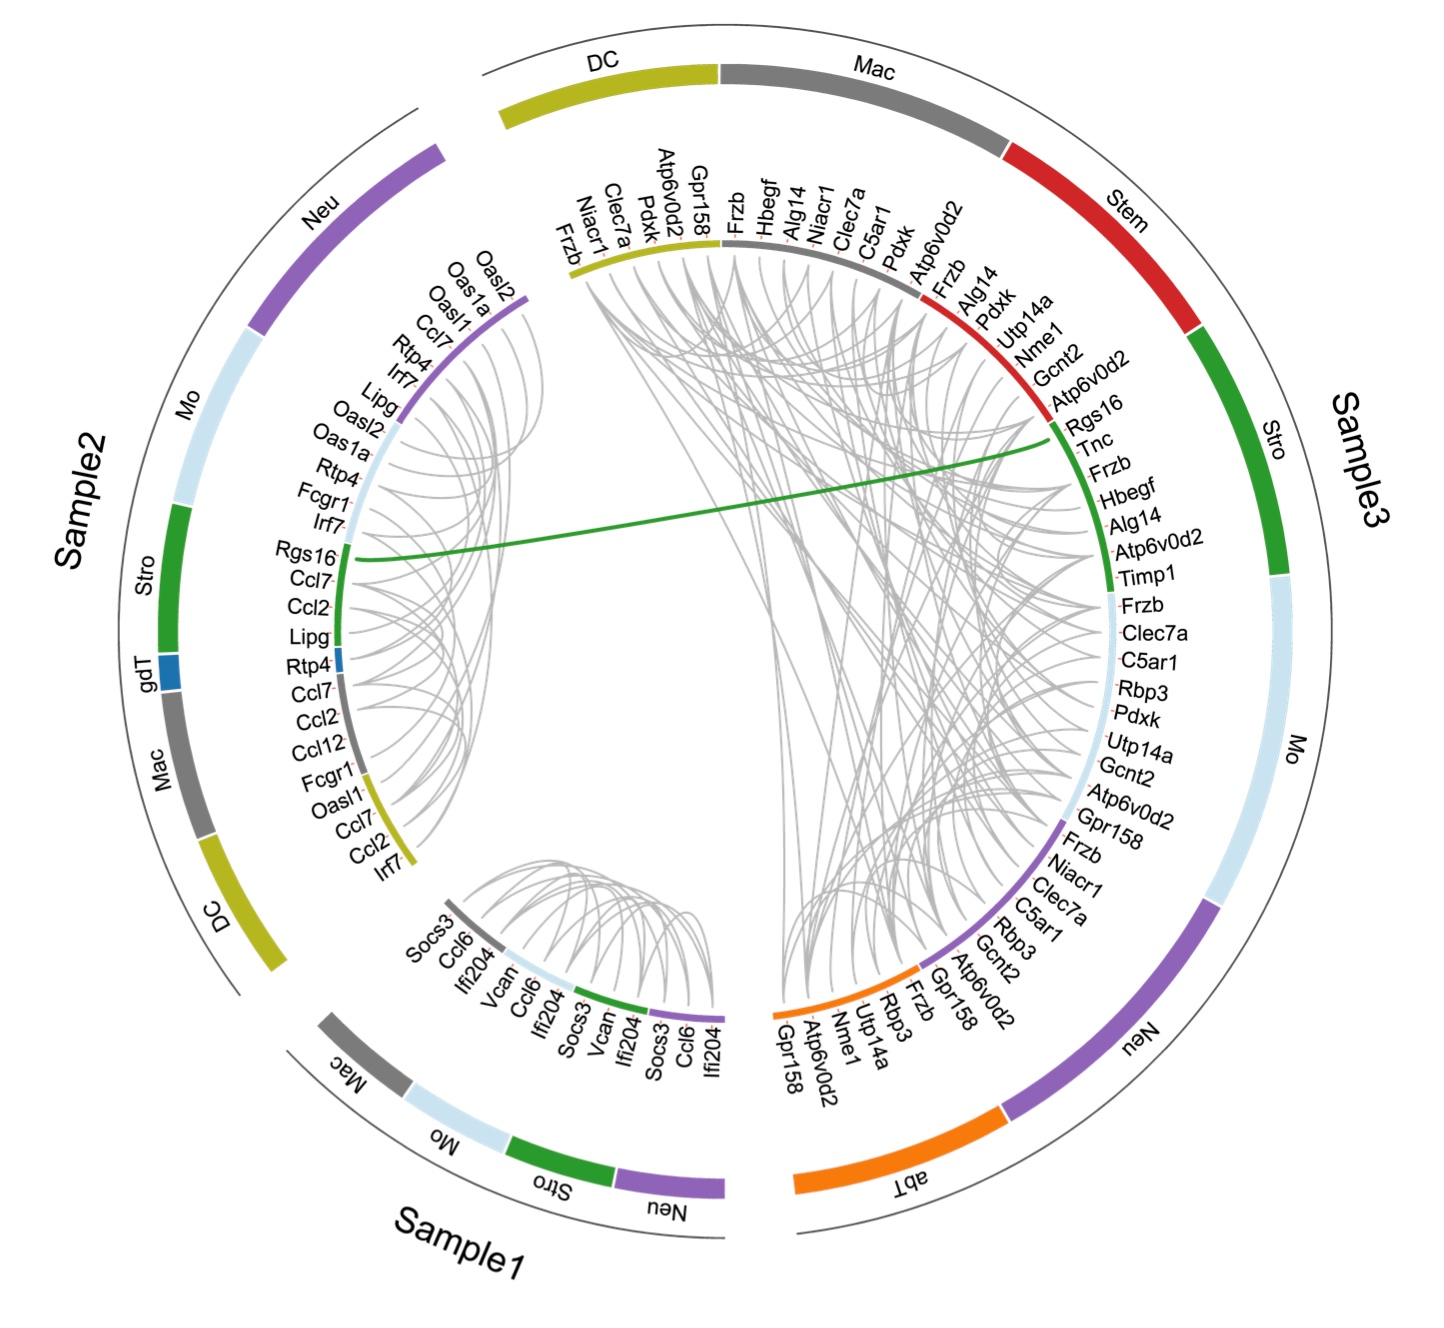 DC
Mac
Stem
Stro
Mo
Neu
abT
Sample3
Frzb
Niacr1
Clec7a
Pdxk
Atp6v0d2
Gpr158
Frzb
Hbegf
Alg14
Niacr1
Clec7a
C5ar1
Pdxk
Atp6v0d2
Frzb
Alg14
Pdxk
Utp14a
Nme1
Gcnt2
Atp6v0d2
Rgs16
Tnc
Frzb
Hbegf
Alg14
Atp6v0d2
Timp1
Frzb
Clec7a
C5ar1
Rbp3
Pdxk
Utp14a
Gcnt2
Atp6v0d2
Gpr158
Frzb
Niacr1
Clec7a
C5ar1
Rbp3
Gcnt2
Atp6v0d2
Gpr158
Frzb
Rbp3
Utp14a
Nme1
Atp6v0d2
Gpr158
Neu
Stro
Mo
Mac
Sample1
Ifi204
Ccl6
Socs3
Ifi204
Vcan
Socs3
Ifi204
Ccl6
Vcan
Ifi204
Ccl6
Socs3
DC
Mac
gdT
Stro
Mo
Neu
Sample2
Irf7
Ccl2
Ccl7
Oasl1
Fcgr1
Ccl12
Ccl2
Ccl7
Rtp4
Lipg
Ccl2
Ccl7
Rgs16
Irf7
Fcgr1
Rtp4
Oas1a
Oasl2
Lipg
Irf7
Rtp4
Ccl7
Oasl1
Oas1a
Oasl2